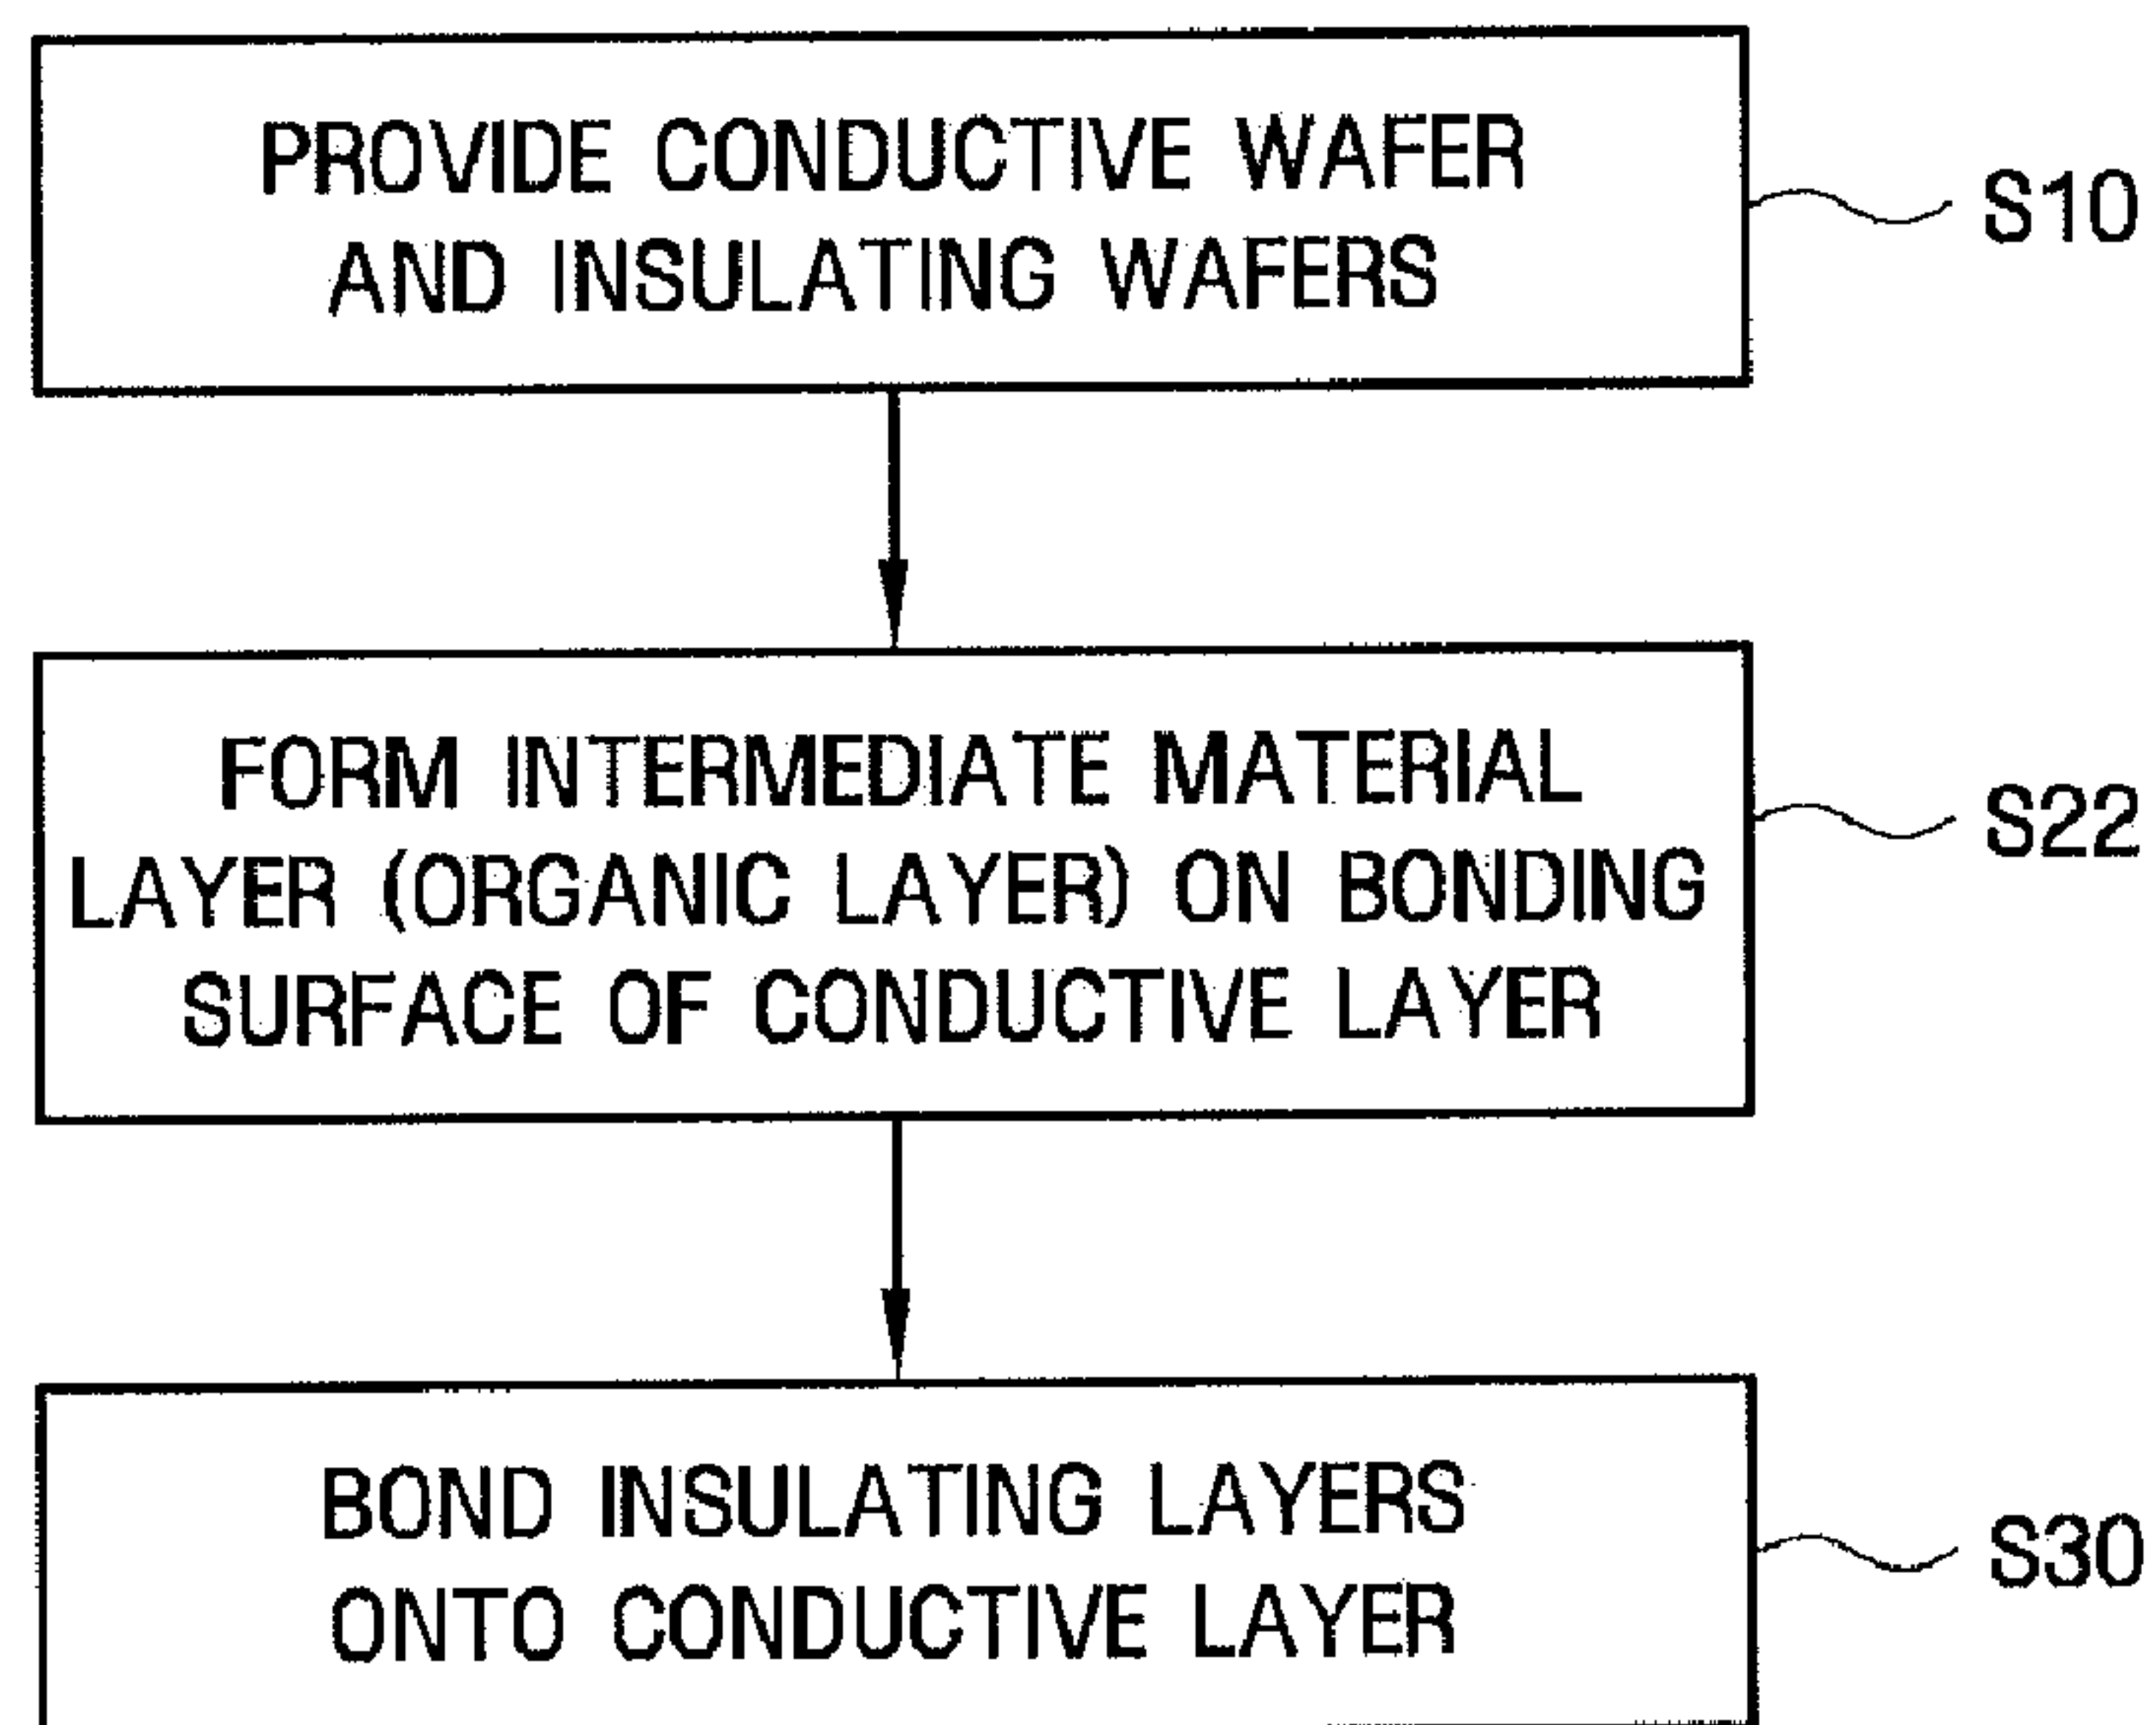 PROVIDE CONDUCTIVE WAFER
AND INSULATING WAFERS
S10
FORM INTERMEDIATE MATERIAL
LAYER (ORGANIC LAYER) ON BONDING
SURFACE OF CONDUCTIVE LAYER
S22
BOND INSULATING LAYERS
ONTO CONDUCTIVE LAYER
S30